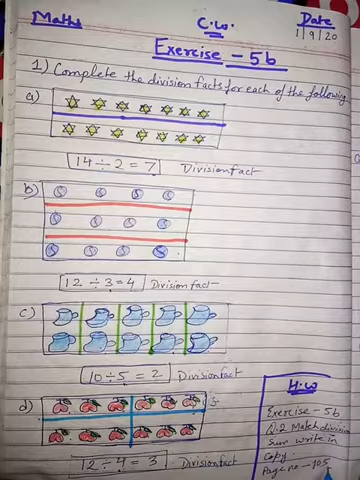 Maths
C.W.
Date
1/9/20
Exercise - 5b
1) Complete the division facts for each of the following
a)
14 ÷ 2 = 7 Division fact
b)
12 ÷ 3 = 4 Division fact
c)
10 ÷ 5 = 2 Division fact
d)
12 ÷ 4 = 3 Division fact
H.W
Exercise - 5b
Q.2 Match division
Sum write in
copy.
Page no - 105